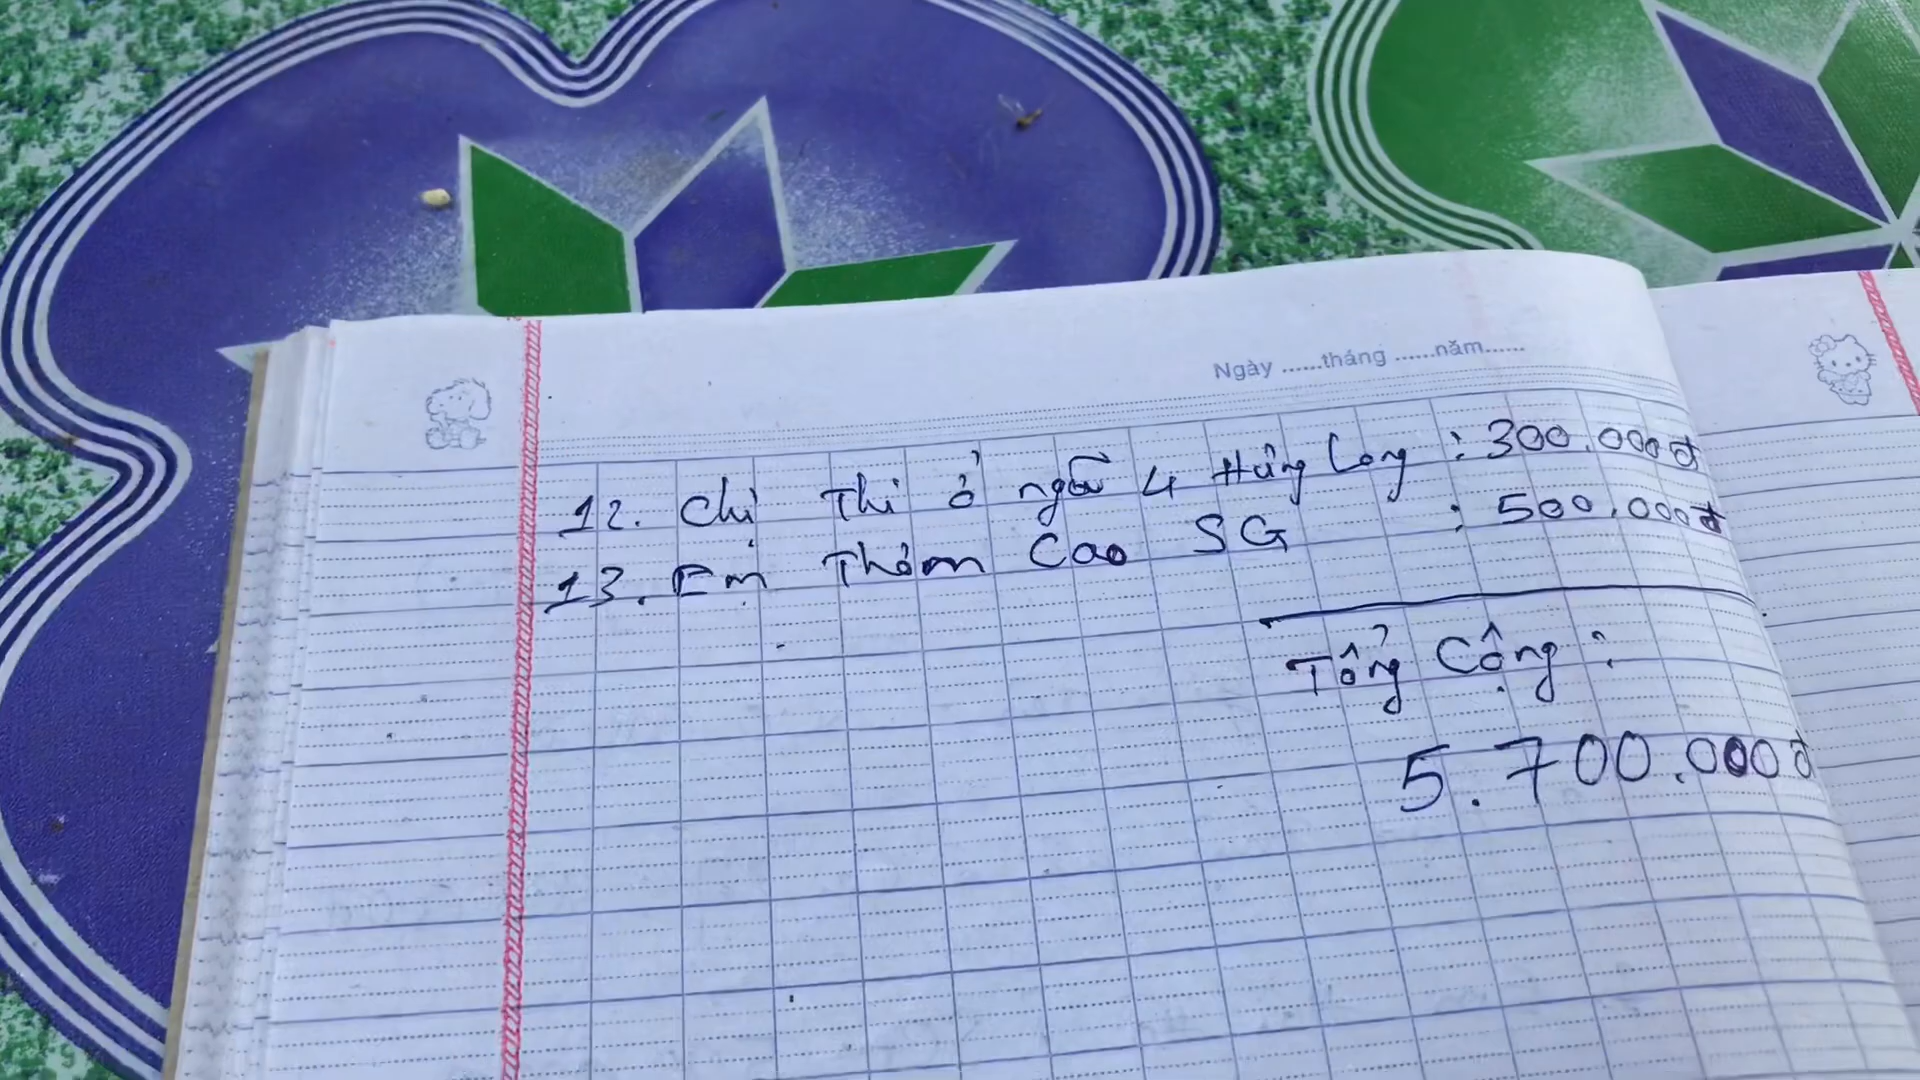 Ngày ......tháng ......năm......
12. Chị Thi ở ngã 4 Hưng Long : 300.000đ
13. Em Thơm Cao SG : 500.000đ
Tổng Cộng :
5.700.000đ